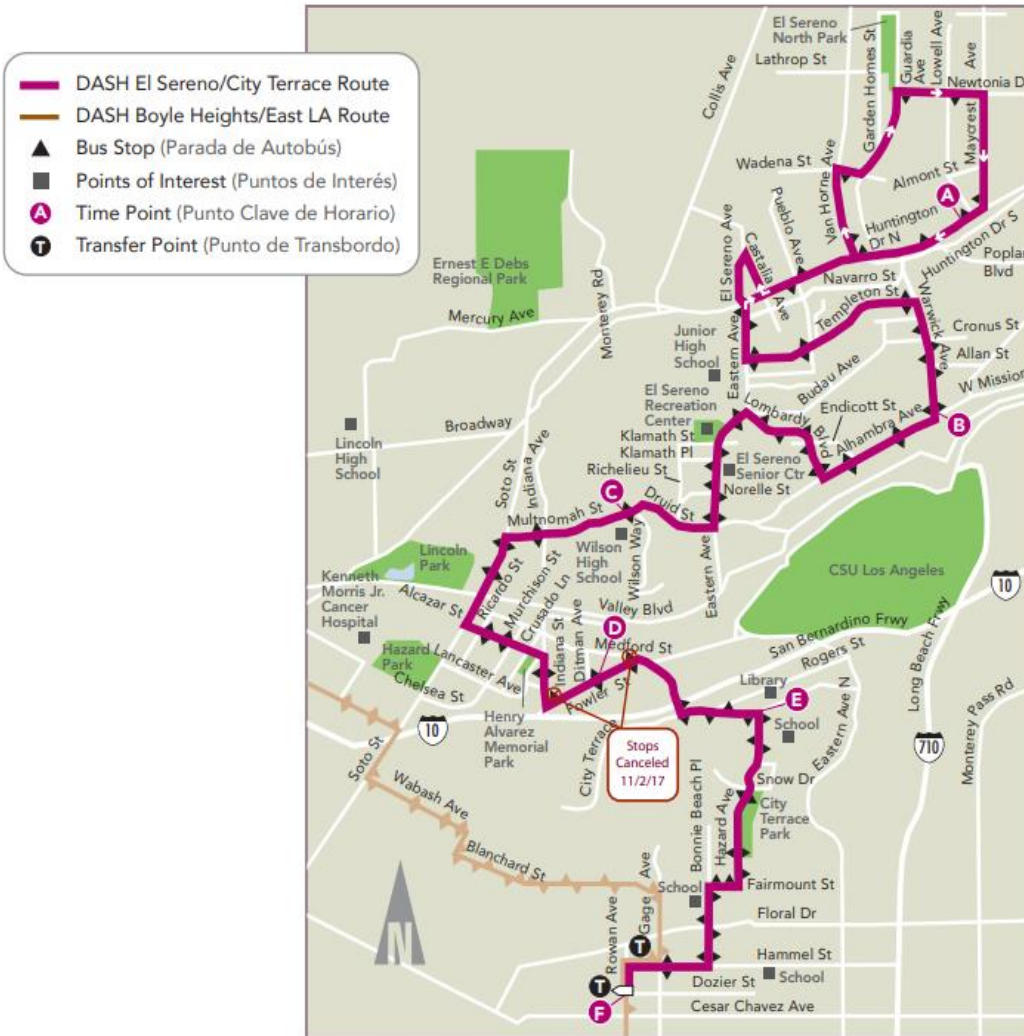 DASH El Sereno/City Terrace Route
DASH Boyle Heights/East LA Route
Bus Stop (Parada de Autobús)
Points of Interest (Puntos de Interés)
A Time Point (Punto Clave de Horario)
T Transfer Point (Punto de Transbordo)
El Sereno
North Park
Lathrop St
Collis Ave
Garden Homes St
Guardia
Ave
Lowell Ave
Ave
Maycrest
Newtonia D
Wadena St
Van Horne Ave
Almont St
A
Huntington
Dr N
Huntington Dr S
Poplar
Blvd
Pueblo Ave
El Sereno Ave
Castalia Ave
Navarro St
Templeton St
Warwick Ave
Ernest E Debs
Regional Park
Mercury Ave
Monterey Rd
Junior
High
School
Eastern Ave
Cronus St
Allan St
W Mission
Budau Ave
El Sereno
Recreation
Center
Lombardy Blvd
Endicott St
Alhambra Ave
B
Klamath St
Klamath Pl
Richelieu St
El Sereno
Senior Ctr
Norelle St
Broadway
Lincoln
High
School
Soto St
Indiana Ave
C
Druid St
Multnomah St
Wilson
High
School
Wilson Way
Eastern Ave
Lincoln
Park
CSU Los Angeles
10
Kenneth
Morris Jr.
Cancer
Hospital
Alcazar St
Ricardo St
Murchison St
Crusado Ln
Valley Blvd
D
Medford St
San Bernardino Frwy
Rogers St
Long Beach Frwy
Hazard
Park
Lancaster Ave
Chelsea St
Indiana St
Ditman Ave
Fowler St
Library
E
School
Eastern Ave N
Monterey Pass Rd
10
Henry
Alvarez
Memorial
Park
City Terrace
Stops
Canceled
11/2/17
710
Soto St
Wabash Ave
Bonnie Beach Pl
Snow Dr
Hazard Ave
City
Terrace
Park
Blanchard St
School
Fairmount St
Floral Dr
Rowan Ave
Gage
Ave
T
Hammel St
School
N
T
Dozier St
F
Cesar Chavez Ave